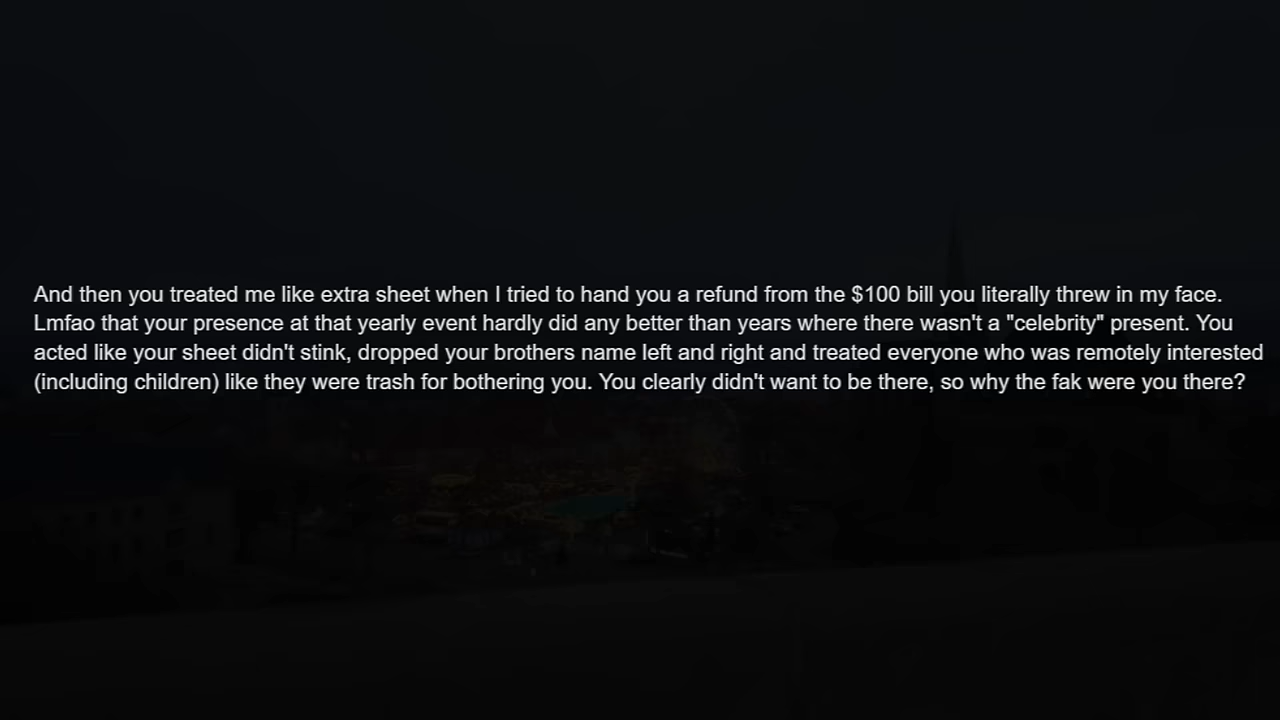 And then you treated me like extra sheet when I tried to hand you a refund from the $100 bill you literally threw in my face.
Lmfao that your presence at that yearly event hardly did any better than years where there wasn't a "celebrity" present. You
acted like your sheet didn't stink, dropped your brothers name left and right and treated everyone who was remotely interested
(including children) like they were trash for bothering you. You clearly didn't want to be there, so why the fak were you there?